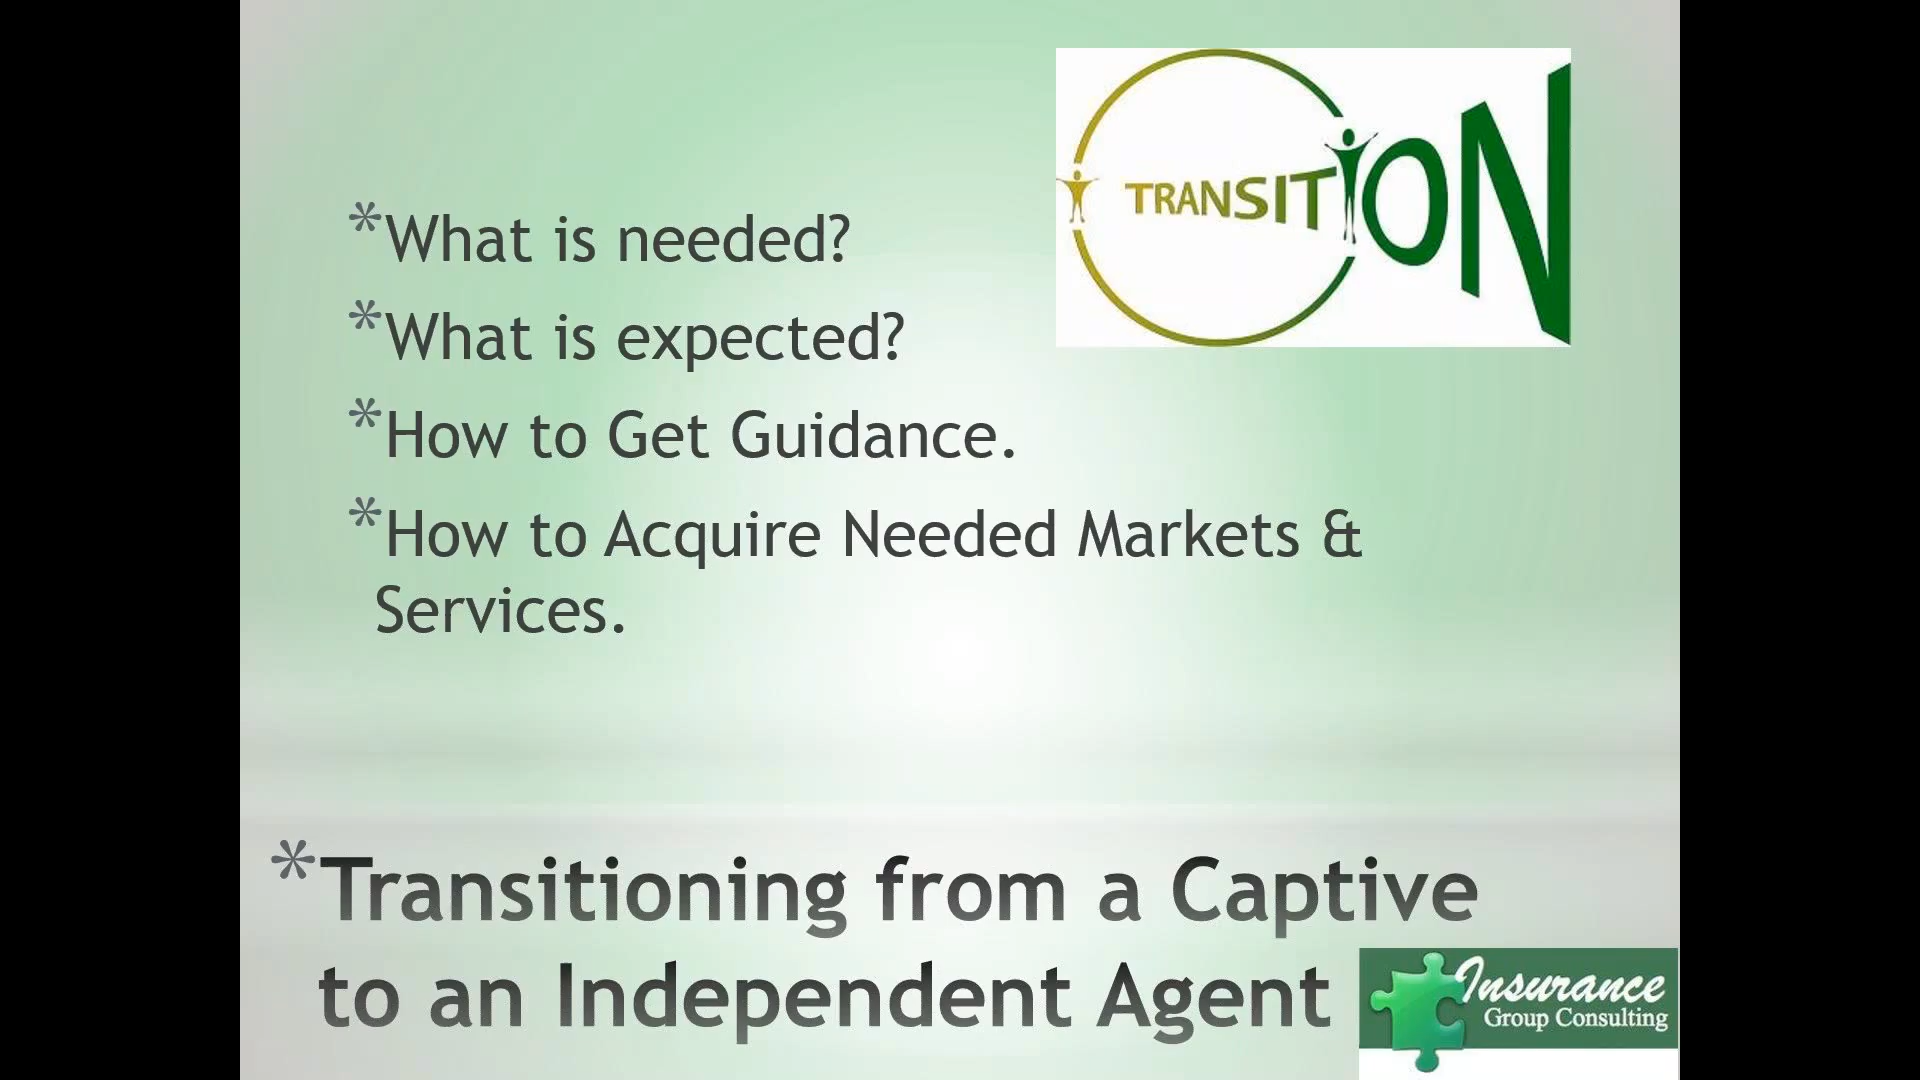 TRANSITION
*What is needed?
*What is expected?
*How to Get Guidance.
*How to Acquire Needed Markets &
Services.
*Transitioning from a Captive
to an Independent Agent
Insurance
Group Consulting